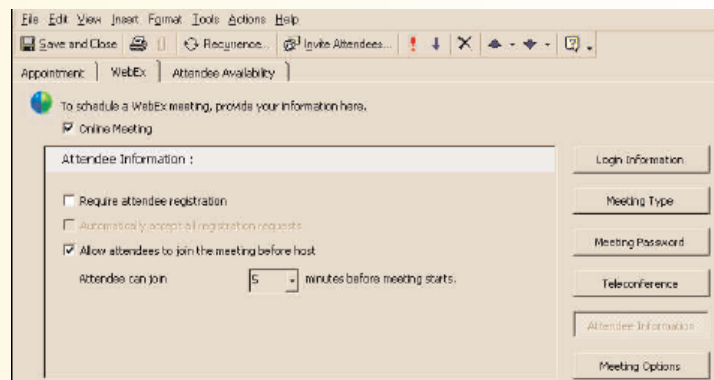 File Edit View Insert Format Tools Actions Help
Save and Close Recurrence... Invite Attendees...
Appointment WebEx Attendee Availability
To schedule a WebEx meeting, provide your information here.
Online Meeting
Attendee Information :
Login Information
Require attendee registration
Meeting Type
Automatically accept all registration requests
Allow attendees to join the meeting before host
Meeting Password
Attendee can join 5 minutes before meeting starts.
Teleconference
Attendee Information
Meeting Options